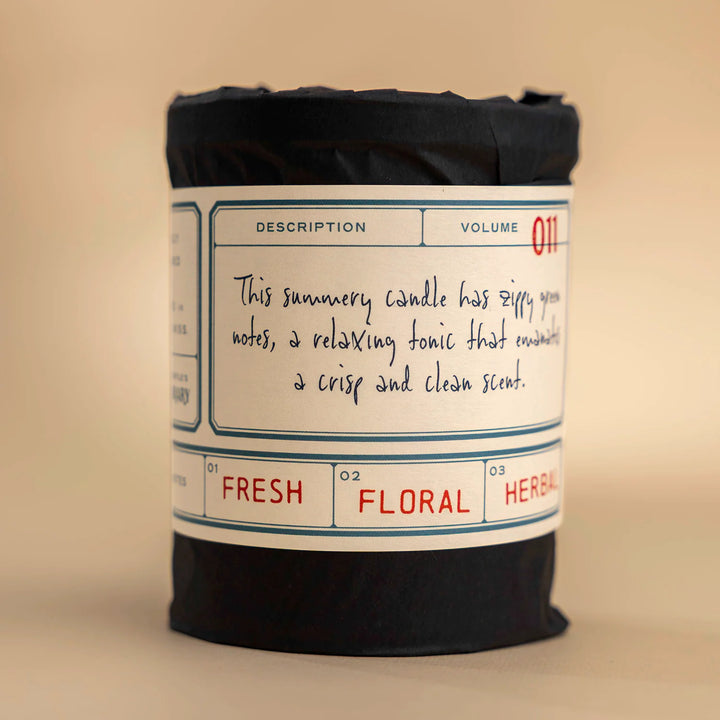 DESCRIPTION
VOLUME 011
This summery candle has zippy green
notes, a relaxing tonic that emanates
a crisp and clean scent.
01 FRESH
02 FLORAL
03 HERBAL